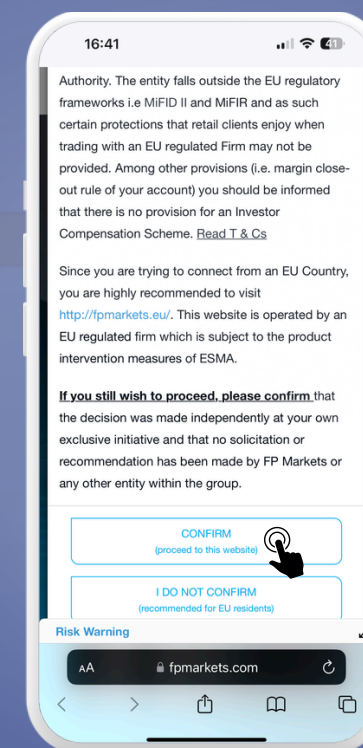 16:41
41
Authority. The entity falls outside the EU regulatory
frameworks i.e MiFID II and MiFIR and as such
certain protections that retail clients enjoy when
trading with an EU regulated Firm may not be
provided. Among other provisions (i.e. margin close-
out rule of your account) you should be informed
that there is no provision for an Investor
Compensation Scheme. Read T & Cs
Since you are trying to connect from an EU Country,
you are highly recommended to visit
http://fpmarkets.eu/. This website is operated by an
EU regulated firm which is subject to the product
intervention measures of ESMA.
If you still wish to proceed, please confirm that
the decision was made independently at your own
exclusive initiative and that no solicitation or
recommendation has been made by FP Markets or
any other entity within the group.
CONFIRM
(proceed to this website)
I DO NOT CONFIRM
(recommended for EU residents)
Risk Warning
AA fpmarkets.com